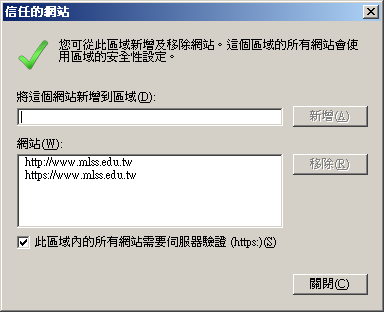 信任的網站
您可從此區域新增及移除網站。這個區域的所有網站會使
用區域的安全性設定。
將這個網站新增到區域(D):
新增(A)
網站(W):
http://www.mlss.edu.tw
https://www.mlss.edu.tw
移除(R)
此區域內的所有網站需要伺服器驗證 (https:)(S)
關閉(C)